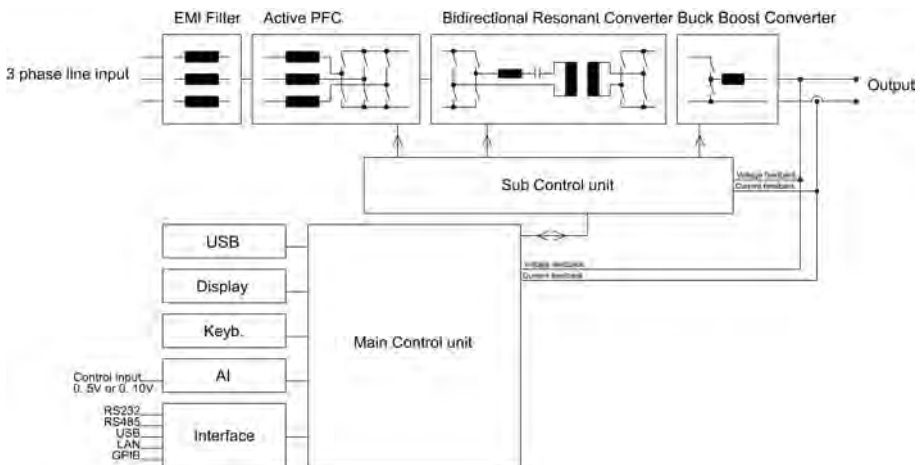 EMI Filter Active PFC Bidirectional Resonant Converter Buck Boost Converter
3 phase line input
Output
Sub Control unit
Voltage feedback
Current feedback
USB
Voltage feedback
Current feedback
Display
Keyb.
Main Control unit
AI
Control input
0. 5V or 0. 10V
RS232
RS485
USB
LAN
GPIB
Interface